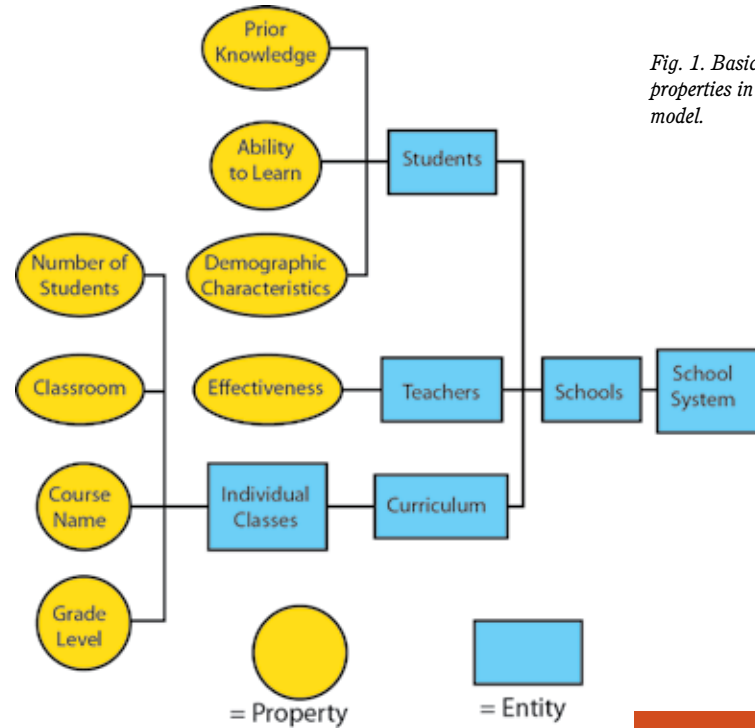 Prior
Knowledge
Fig. 1. Basic
properties in
model.
Ability
to Learn
Students
Number of
Students
Demographic
Characteristics
Classroom
Effectiveness
Teachers
Schools
School
System
Course
Name
Individual
Classes
Curriculum
Grade
Level
= Property
= Entity